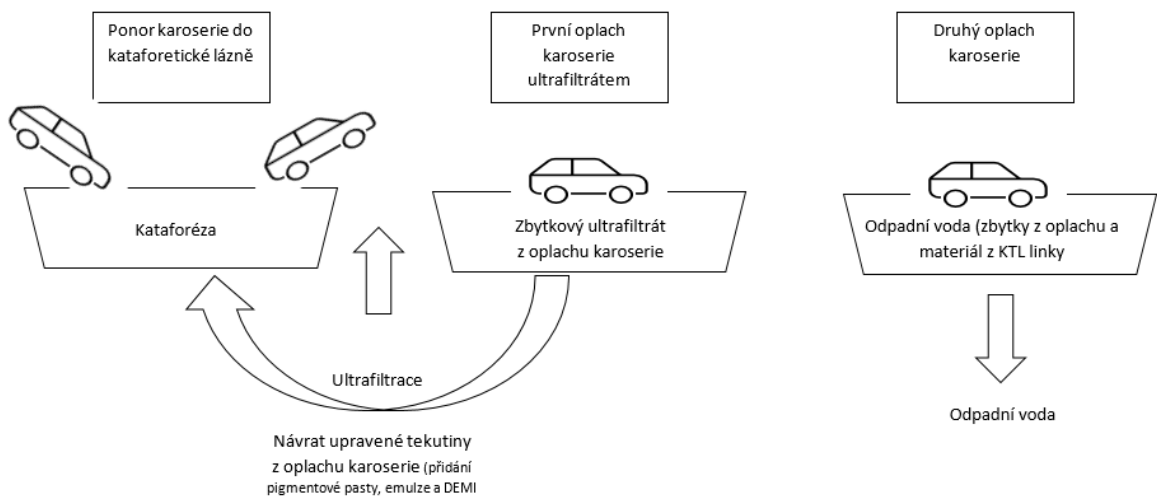 Ponor karoserie do
kataforetické lázně
První oplach
karoserie
ultrafiltrátem
Druhý oplach
karoserie
Kataforéza
Zbytkový ultrafiltrát
z oplachu karoserie
Odpadní voda (zbytky z oplachu a
materiál z KTL linky
Ultrafiltrace
Odpadní voda
Návrat upravené tekutiny
z oplachu karoserie (přidání
pigmentové pasty, emulze a DEMI